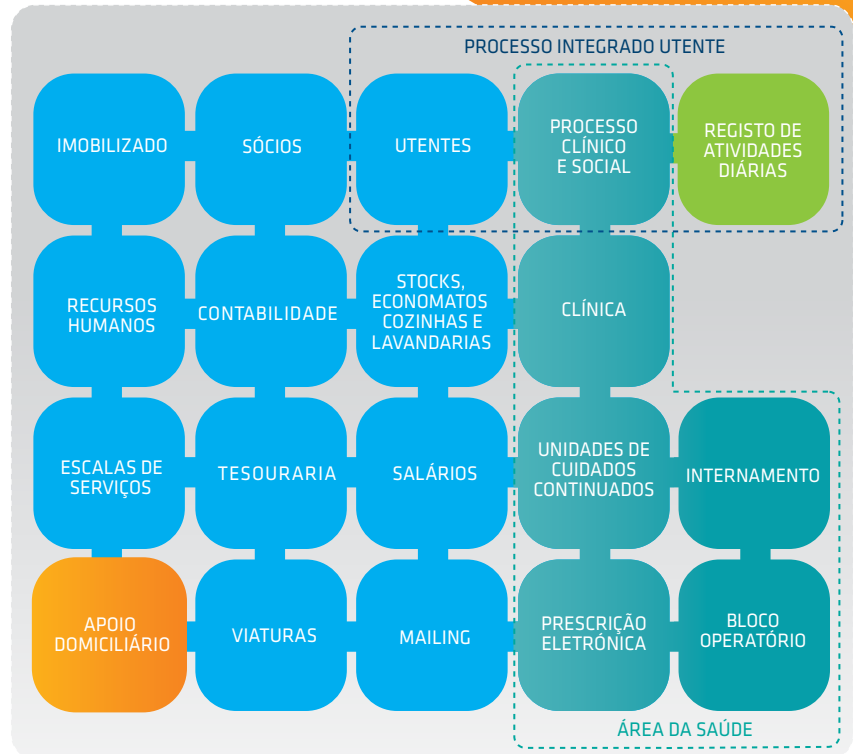 PROCESSO INTEGRADO UTENTE
IMOBILIZADO
SÓCIOS
UTENTES
PROCESSO
CLÍNICO
E SOCIAL
REGISTO DE
ATIVIDADES
DIÁRIAS
RECURSOS
HUMANOS
CONTABILIDADE
STOCKS,
ECONOMATOS
COZINHAS E
LAVANDARIAS
CLÍNICA
ESCALAS DE
SERVIÇOS
TESOURARIA
SALÁRIOS
UNIDADES DE
CUIDADOS
CONTINUADOS
INTERNAMENTO
APOIO
DOMICILIÁRIO
VIATURAS
MAILING
PRESCRIÇÃO
ELETRÓNICA
BLOCO
OPERATÓRIO
ÁREA DA SAÚDE